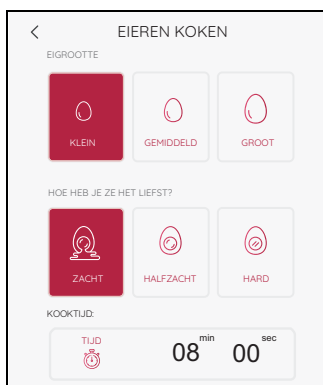 EIEREN KOKEN
EIGROOTTE
KLEIN GEMIDDELD GROOT
HOE HEB JE ZE HET LIEFST?
ZACHT HALFZACHT HARD
KOOKTIJD:
TIJD 08 min 00 sec